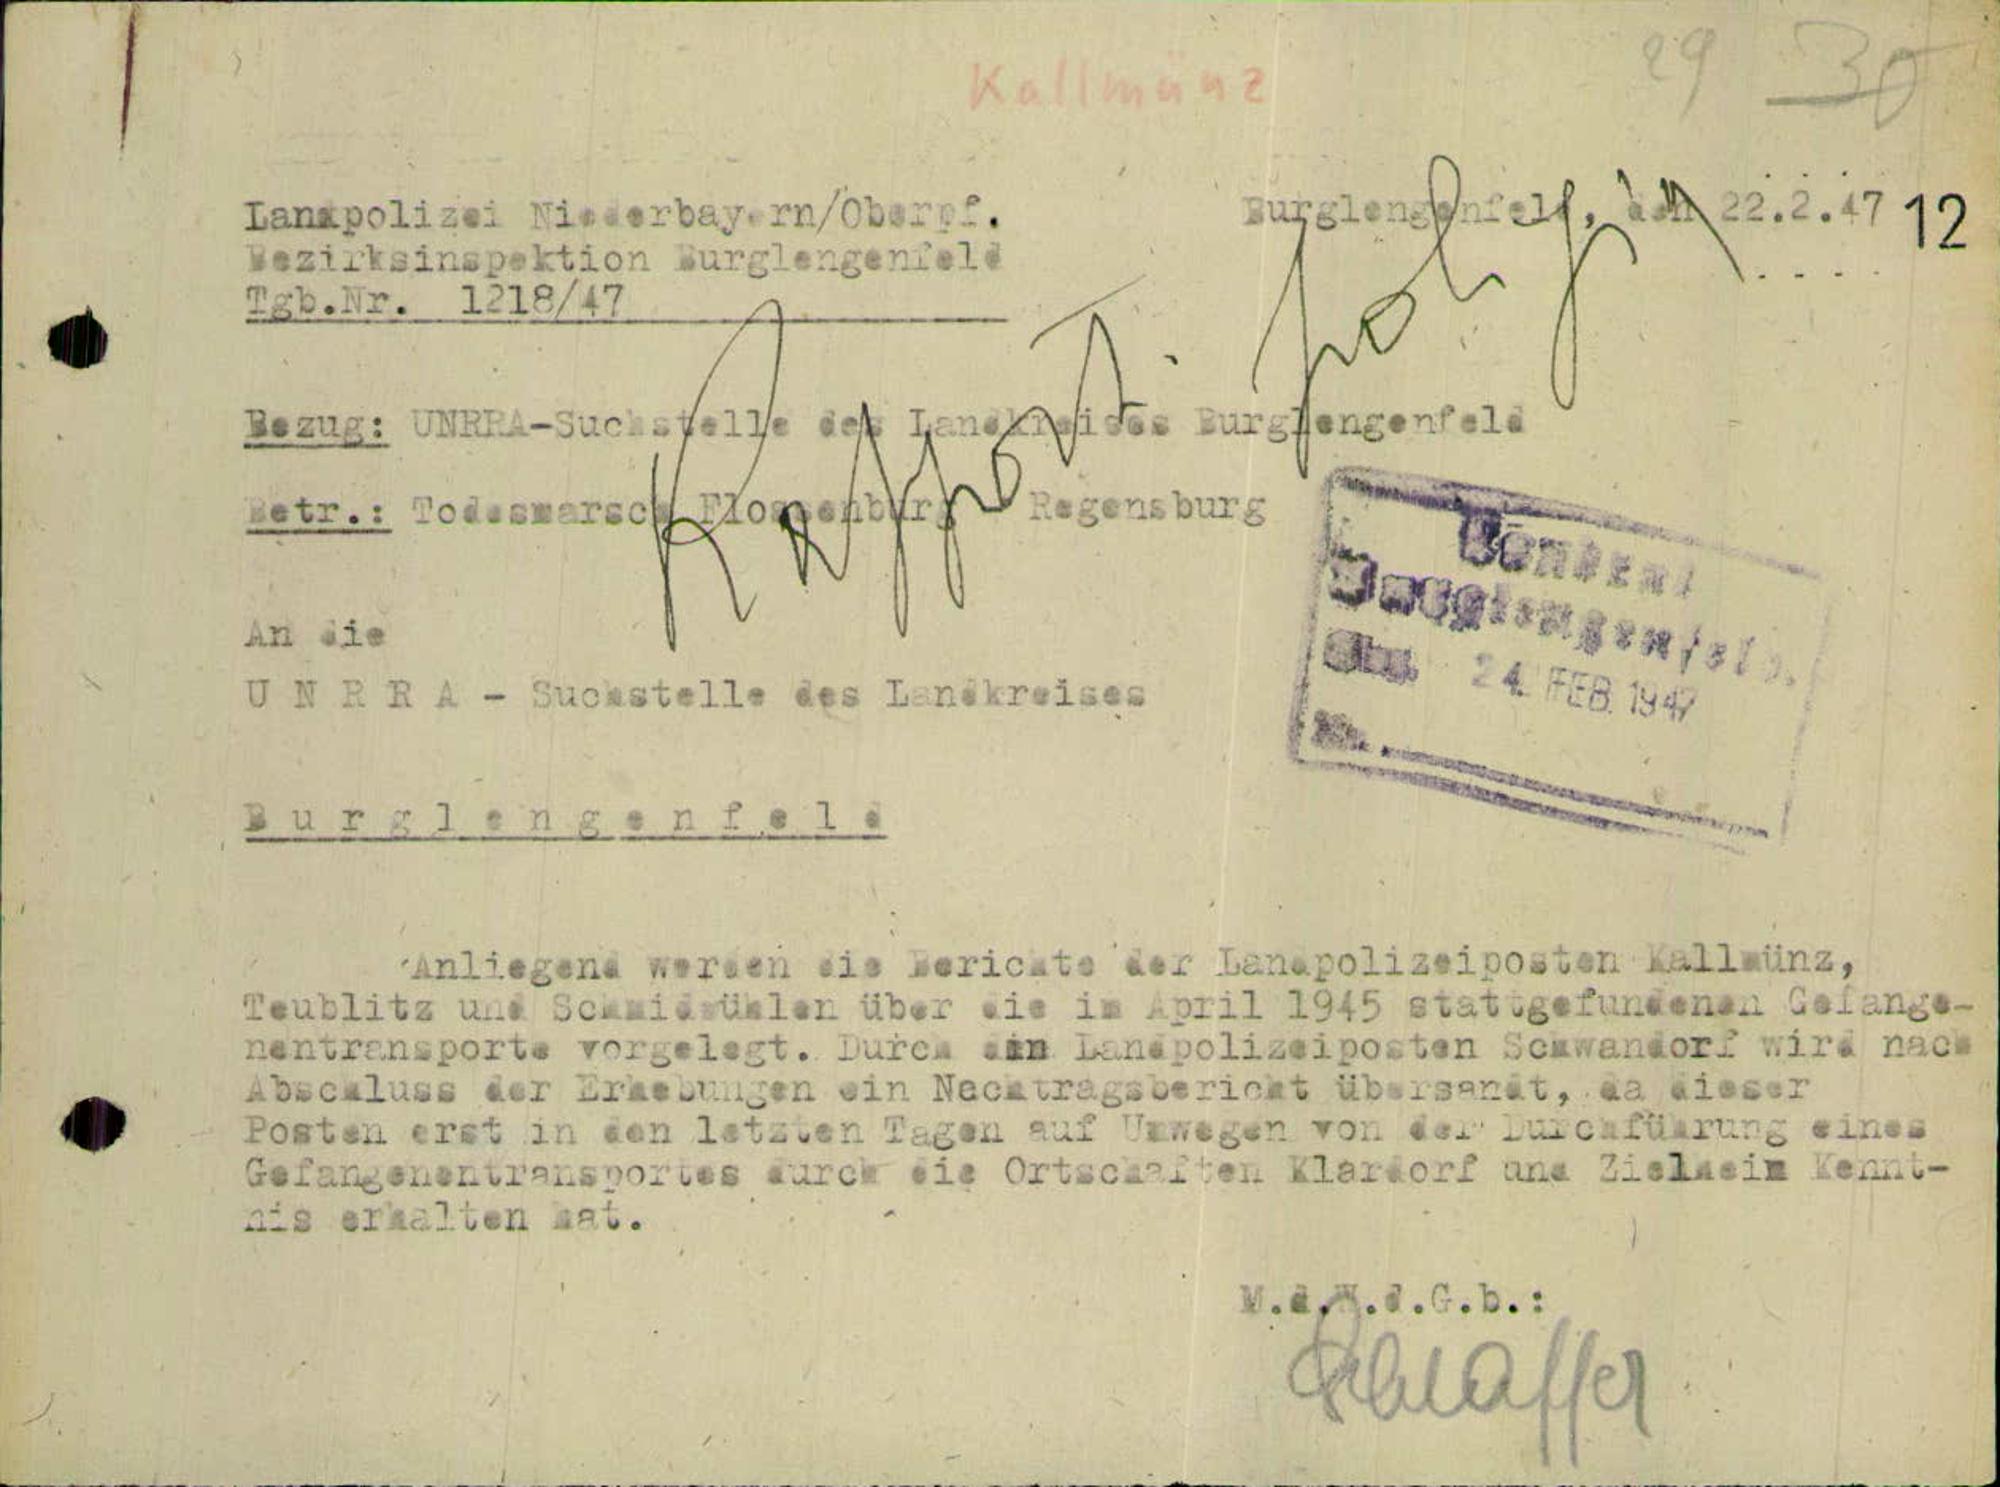 Kallmünz
29 30
Landpolizei Niederbayern/Oberpf.
Burglengenfeld, den 22.2.47
12
Bezirksinspektion Burglengenfeld
Tgb.Nr. 1218/47
Rapport
Bezug: UNRRA-Suchstelle des Landkreises Burglengenfeld
Betr.: Todesmarsch Flossenbürg - Regensburg
Burglengenfeld.
24. FEB. 1947
Nr.
An die
U N R R A - Suchstelle des Landkreises
B u r g l e n g e n f e l d
Anliegend werden die Berichte der Landpolizeiposten Kallmünz,
Teublitz und Schmidmühlen über die im April 1945 stattgefundenen Gefange-
nentransporte vorgelegt. Durch den Landpolizeiposten Schwandorf wird nach
Abschluss der Erhebungen ein Nachtragsbericht übersandt, da dieser
Posten erst in den letzten Tagen auf Umwegen von der Durchführung eines
Gefangenentransportes durch die Ortschaften Klardorf und Zielheim Kennt-
nis erhalten hat.
M.d.W.d.G.b.: